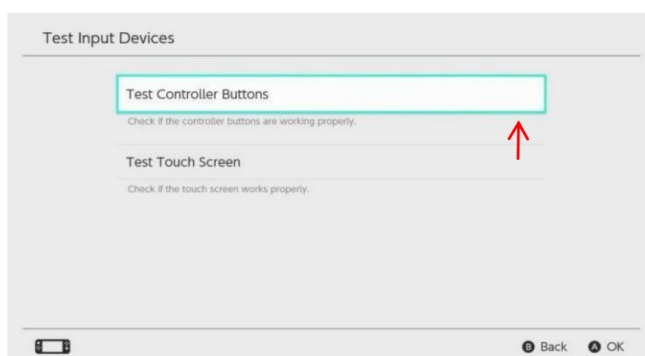 Test Input Devices
Test Controller Buttons
Check if the controller buttons are working properly.
Test Touch Screen
Check if the touch screen works properly.
B Back A OK